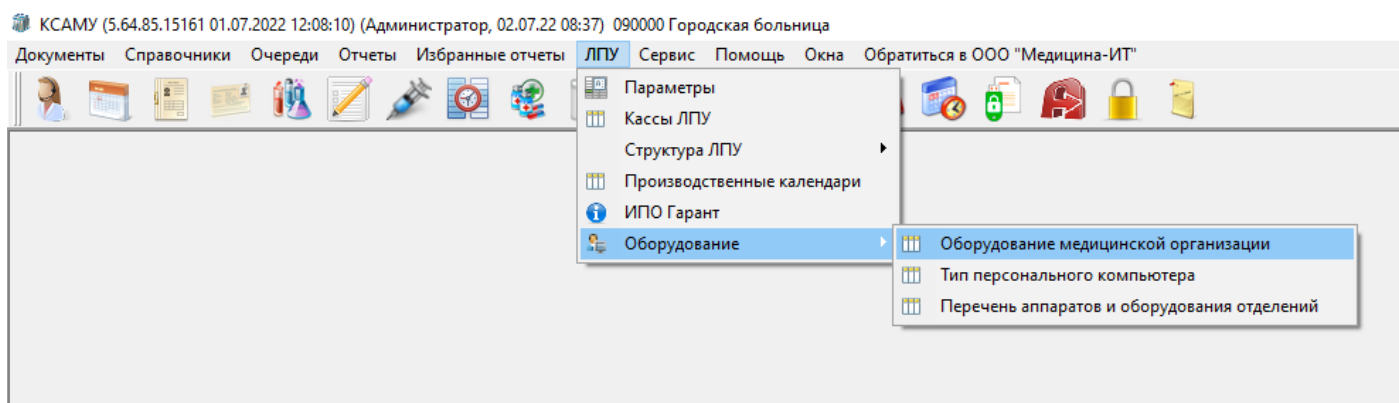 КСАМУ (5.64.85.15161 01.07.2022 12:08:10) (Администратор, 02.07.22 08:37) 090000 Городская больница
Документы Справочники Очереди Отчеты Избранные отчеты ЛПУ Сервис Помощь Окна Обратиться в ООО "Медицина-ИТ"
Параметры
Кассы ЛПУ
Структура ЛПУ
Производственные календари
ИПО Гарант
Оборудование
Оборудование медицинской организации
Тип персонального компьютера
Перечень аппаратов и оборудования отделений